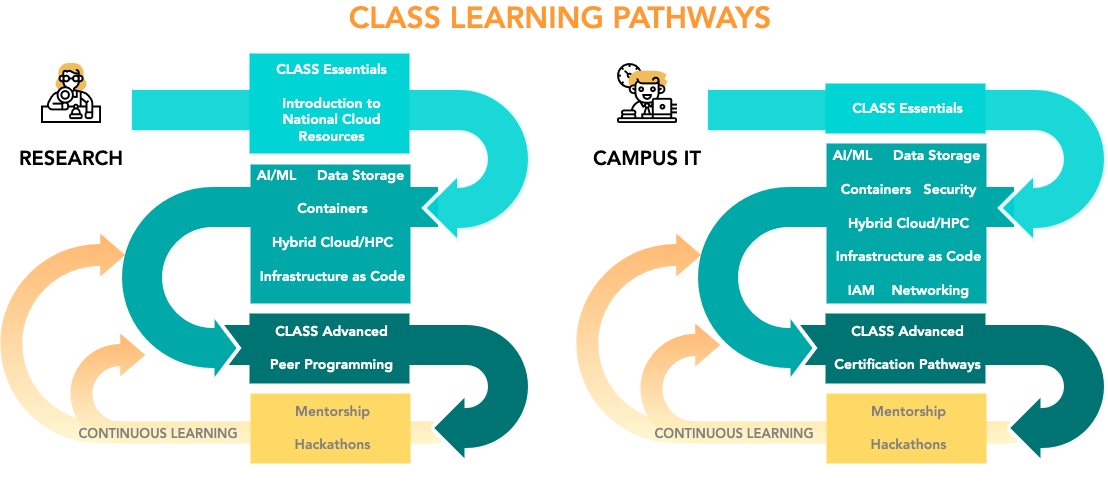 CLASS LEARNING PATHWAYS
RESEARCH
CLASS Essentials
Introduction to
National Cloud
Resources
AI/ML Data Storage
Containers
Hybrid Cloud/HPC
Infrastructure as Code
CLASS Advanced
Peer Programming
Mentorship
Hackathons
CONTINUOUS LEARNING
CAMPUS IT
CLASS Essentials
AI/ML Data Storage
Containers Security
Hybrid Cloud/HPC
Infrastructure as Code
IAM Networking
CLASS Advanced
Certification Pathways
Mentorship
Hackathons
CONTINUOUS LEARNING